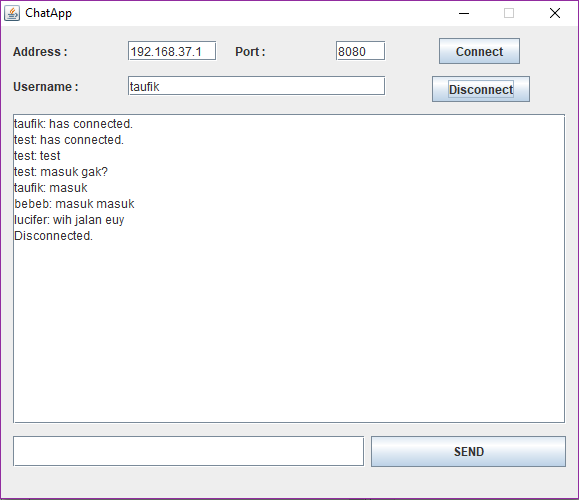 ChatApp
Address : 192.168.37.1 Port : 8080 Connect
Username : taufik Disconnect
taufik: has connected.
test: has connected.
test: test
test: masuk gak?
taufik: masuk
bebeb: masuk masuk
lucifer: wih jalan euy
Disconnected.
SEND